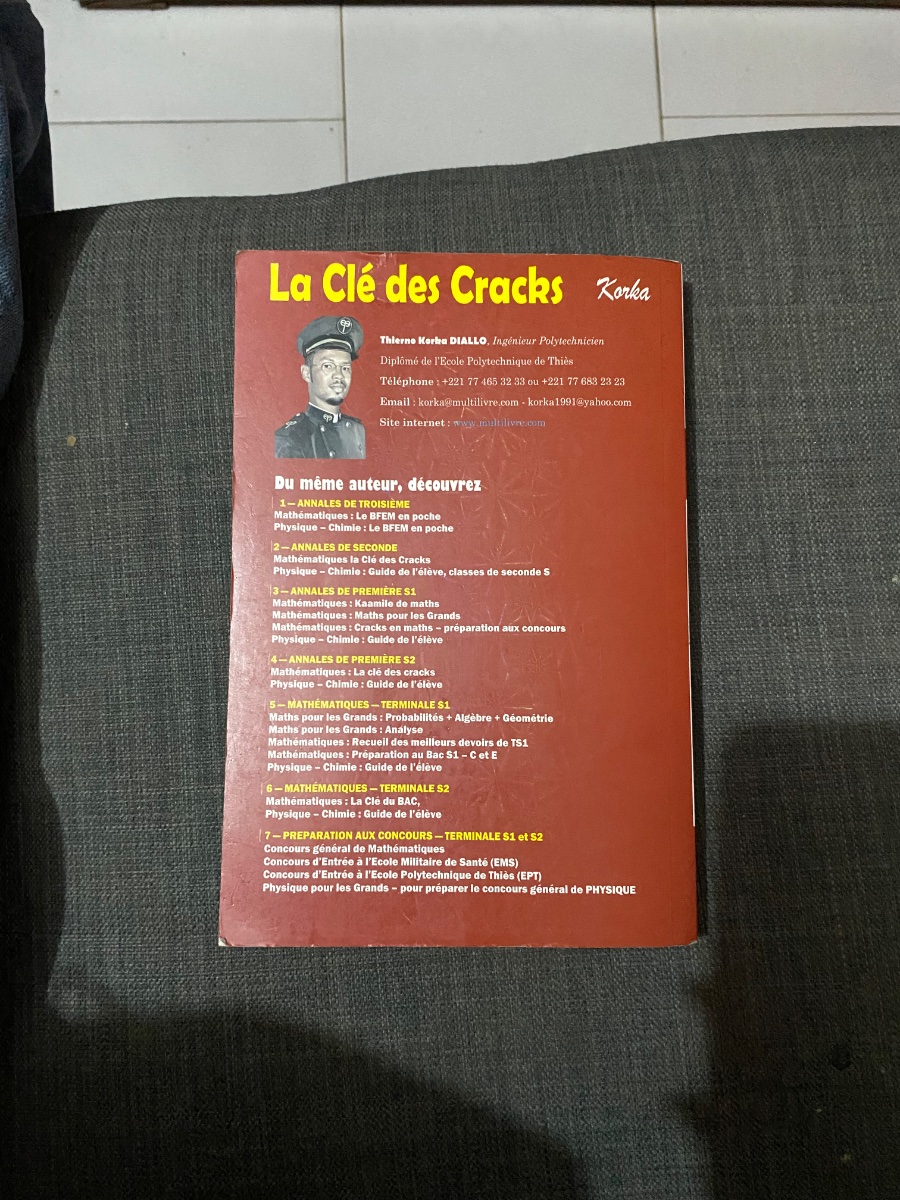 La Clé des Cracks
Korka
Thierno Korka DIALLO, Ingénieur Polytechnicien
Diplômé de l'Ecole Polytechnique de Thiès
Téléphone : +221 77 465 32 33 ou +221 77 683 23 23
Email : korka@multilivre.com - korka1991@yahoo.com
Site internet : www.multilivre.com
Du même auteur, découvrez
1 — ANNALES DE TROISIÈME
Mathématiques : Le BFEM en poche
Physique – Chimie : Le BFEM en poche
2 — ANNALES DE SECONDE
Mathématiques la Clé des Cracks
Physique – Chimie : Guide de l'élève, classes de seconde S
3 — ANNALES DE PREMIÈRE S1
Mathématiques : Kaamile de maths
Mathématiques : Maths pour les Grands
Mathématiques : Cracks en maths – préparation aux concours
Physique – Chimie : Guide de l'élève
4 — ANNALES DE PREMIÈRE S2
Mathématiques : La clé des cracks
Physique – Chimie : Guide de l'élève
5 — MATHÉMATIQUES — TERMINALE S1
Maths pour les Grands : Probabilités + Algèbre + Géométrie
Maths pour les Grands : Analyse
Mathématiques : Recueil des meilleurs devoirs de TS1
Mathématiques : Préparation au Bac S1 – C et E
Physique – Chimie : Guide de l'élève
6 — MATHÉMATIQUES — TERMINALE S2
Mathématiques : La Clé du BAC,
Physique – Chimie : Guide de l'élève
7 — PREPARATION AUX CONCOURS — TERMINALE S1 et S2
Concours général de Mathématiques
Concours d'Entrée à l'Ecole Militaire de Santé (EMS)
Concours d'Entrée à l'Ecole Polytechnique de Thiès (EPT)
Physique pour les Grands – pour préparer le concours général de PHYSIQUE